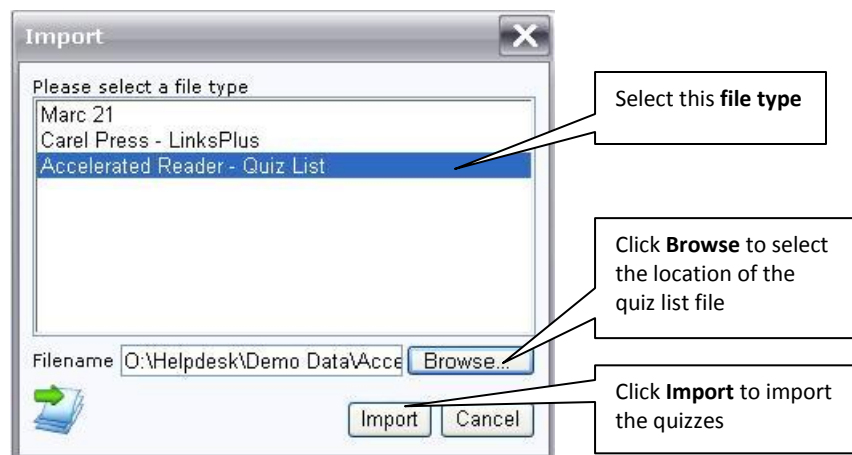 Import
Please select a file type
Marc 21
Carel Press - LinksPlus
Accelerated Reader - Quiz List
Select this file type
Click Browse to select
the location of the
quiz list file
Filename O:\Helpdesk\Demo Data\Acce Browse...
Click Import to import
the quizzes
Import Cancel